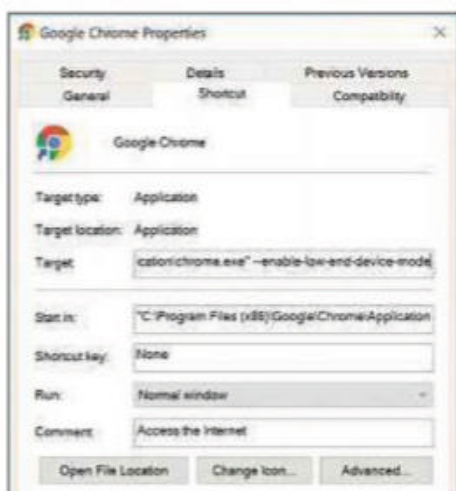 Google Chrome Properties
Security Details Previous Versions
General Shortcut Compatibility
Google Chrome
Target type: Application
Target location: Application
Target cation\chrome.exe" --enable-low-end-device-mode
Start in: "C:\Program Files (x86)\Google\Chrome\Application
Shortcut key: None
Run: Normal window
Comment Access the Internet
Open File Location Change Icon... Advanced...